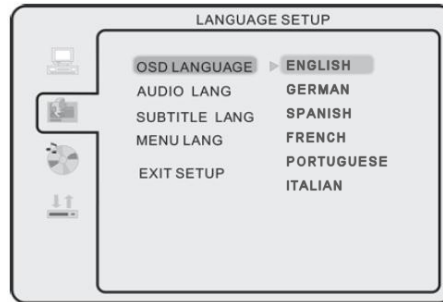 LANGUAGE SETUP
OSD LANGUAGE
AUDIO LANG
SUBTITLE LANG
MENU LANG
EXIT SETUP
ENGLISH
GERMAN
SPANISH
FRENCH
PORTUGUESE
ITALIAN